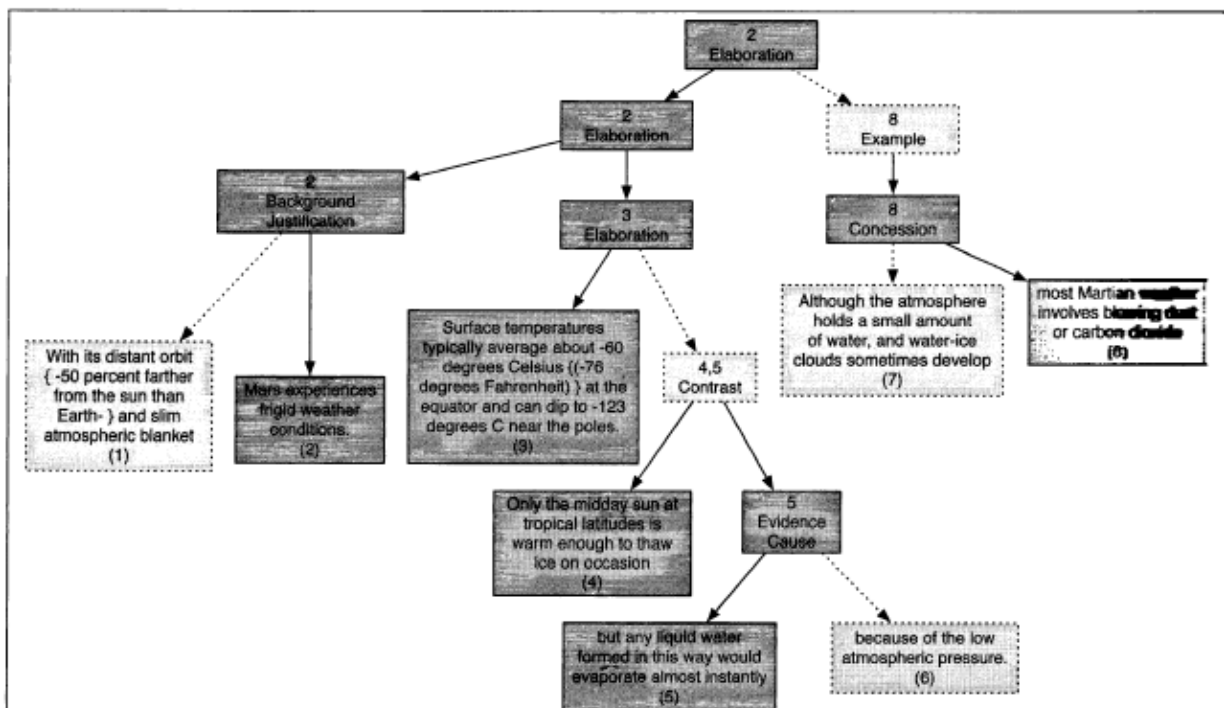 2
Elaboration
2
Elaboration
8
Example
2
Background
Justification
3
Elaboration
8
Concession
With its distant orbit
{ -50 percent farther
from the sun than
Earth- } and slim
atmospheric blanket
(1)
Mars experiences
frigid weather
conditions.
(2)
Surface temperatures
typically average about -60
degrees Celsius {(-76
degrees Fahrenheit) } at the
equator and can dip to -123
degrees C near the poles.
(3)
4,5
Contrast
Although the atmosphere
holds a small amount
of water, and water-ice
clouds sometimes develop
(7)
most Martian weather
involves blowing dust
or carbon dioxide
Only the midday sun at
tropical latitudes is
warm enough to thaw
ice on occasion
(4)
5
Evidence
Cause
but any liquid water
formed in this way would
evaporate almost instantly
(5)
because of the low
atmospheric pressure.
(6)